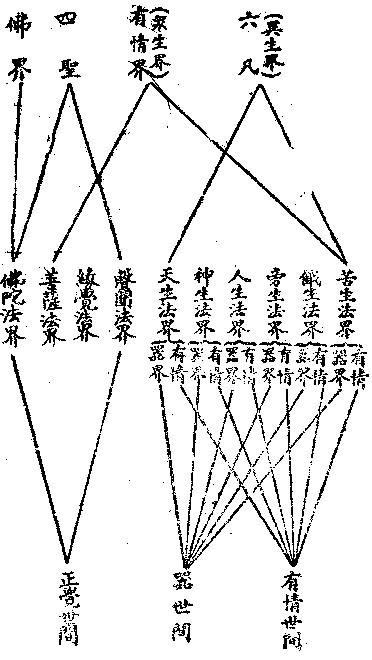 (異生界)
六凡
(眾生界)
有情界
四聖
佛界
苦生法界
有情
器界
餓生法界
有情
器界
旁生法界
有情
器界
人生法界
有情
器界
神生法界
有情
器界
天生法界
有情
器界
聲聞法界
緣覺法界
菩薩法界
佛陀法界
有情世間
器世間
正覺世間